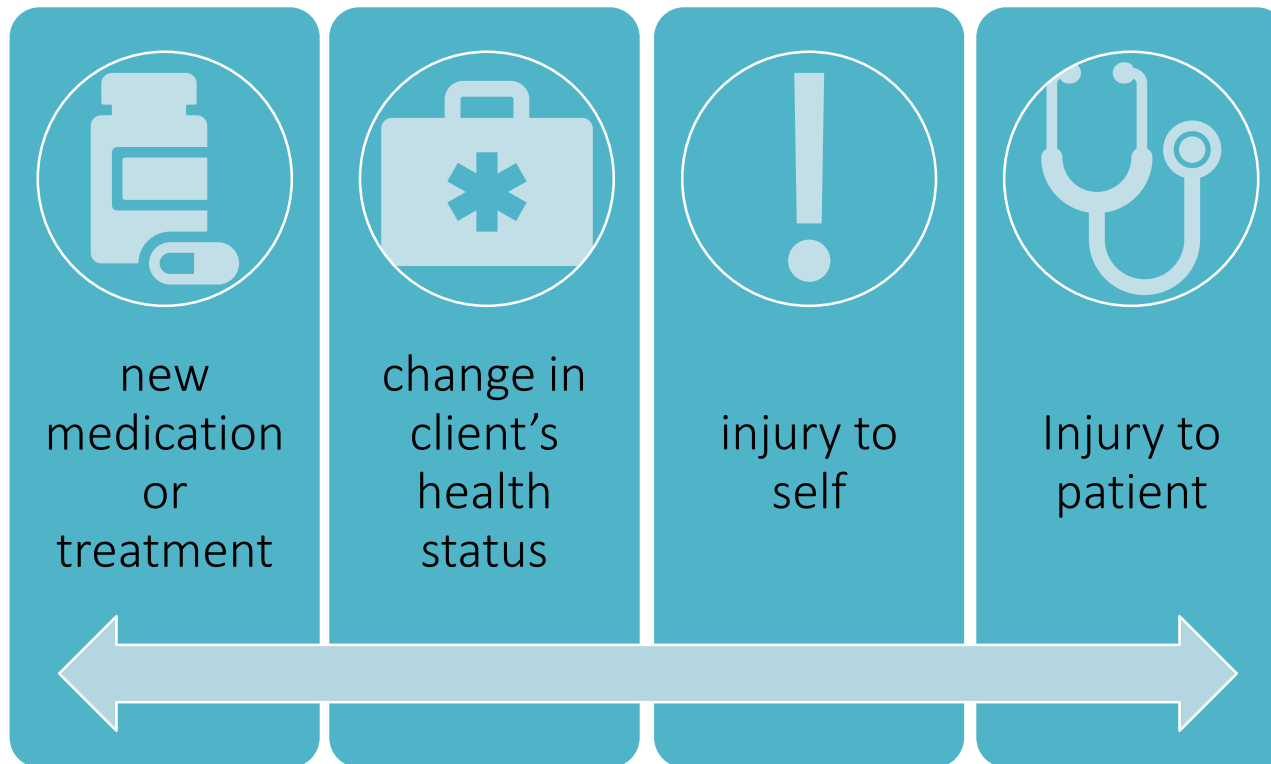 new
medication
or
treatment
change in
client’s
health
status
injury to
self
Injury to
patient